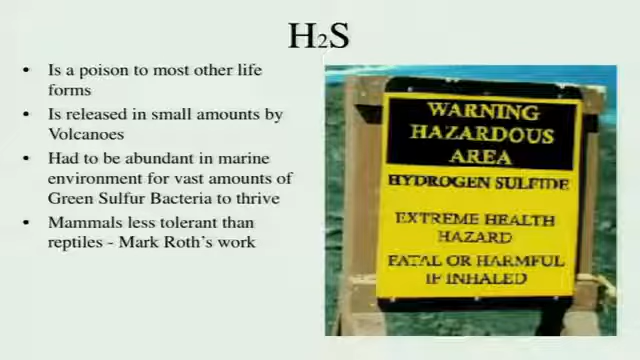 H2S
• Is a poison to most other life
forms
• Is released in small amounts by
Volcanoes
• Had to be abundant in marine
environment for vast amounts of
Green Sulfur Bacteria to thrive
• Mammals less tolerant than
reptiles - Mark Roth's work
WARNING
HAZARDOUS
AREA
HYDROGEN SULFIDE
EXTREME HEALTH
HAZARD
FATAL OR HARMFUL
IF INHALED